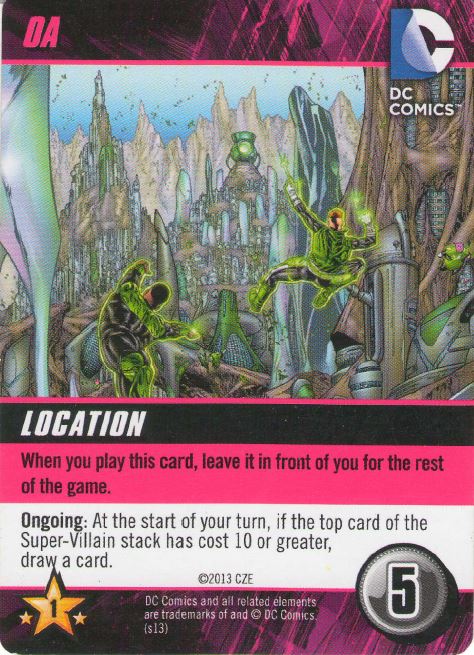 OA
DC
COMICS™
LOCATION
When you play this card, leave it in front of you for the rest
of the game.
Ongoing: At the start of your turn, if the top card of the
Super-Villain stack has cost 10 or greater,
draw a card.
©2013 CZE
1
DC Comics and all related elements
are trademarks of and © DC Comics.
(s13)
5